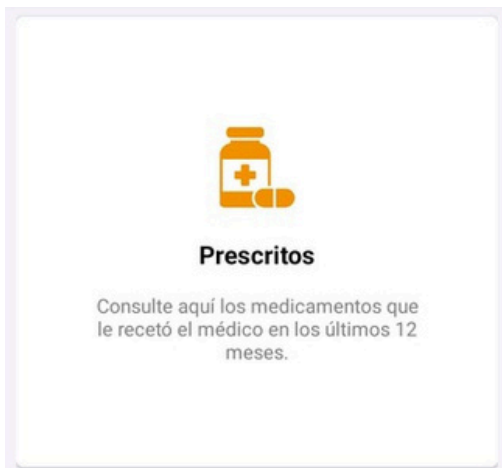 Prescritos
Consulte aquí los medicamentos que
le recetó el médico en los últimos 12
meses.